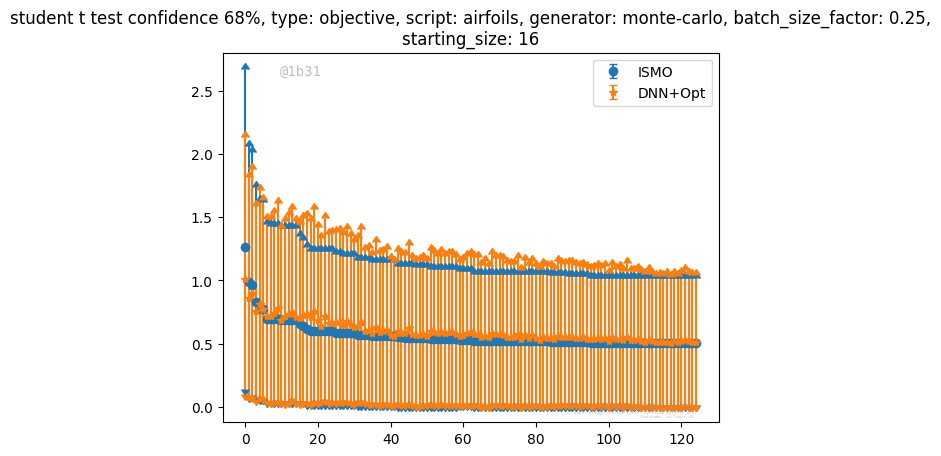 student t test confidence 68%, type: objective, script: airfoils, generator: monte-carlo, batch_size_factor: 0.25,
starting_size: 16
@1b31
ISMO
DNN+Opt
2.5
2.0
1.5
1.0
0.5
0.0
0
20
40
60
80
100
120